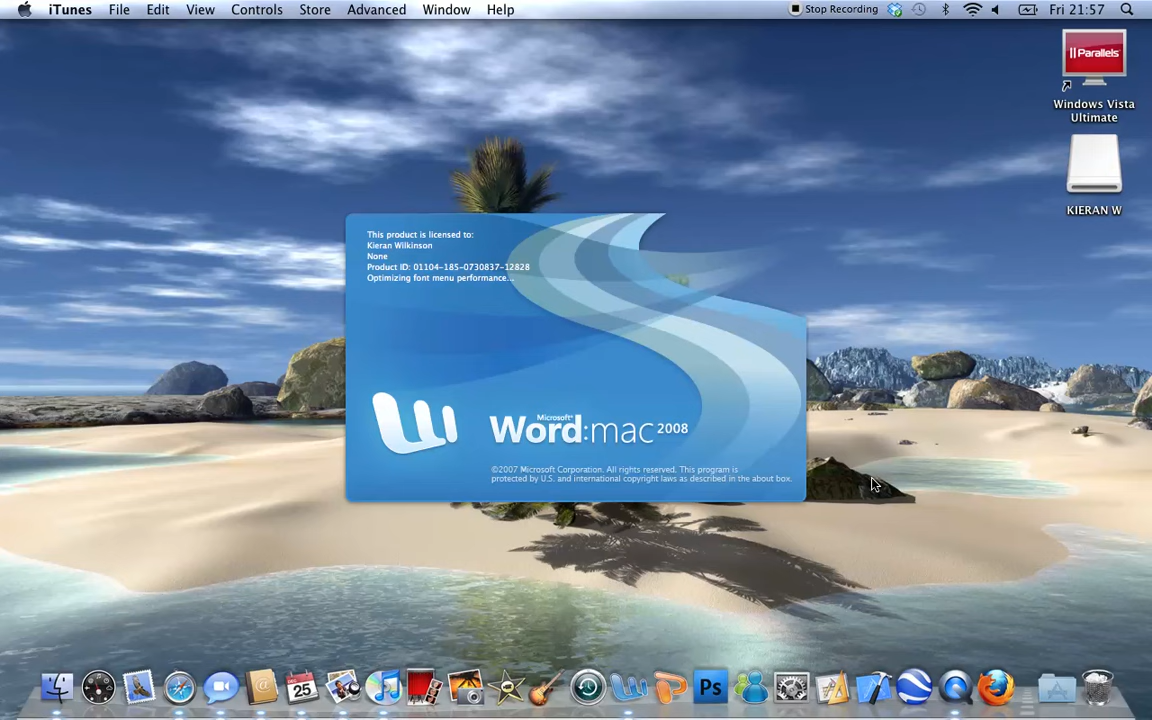 iTunes File Edit View Controls Store Advanced Window Help Stop Recording Fri 21:57
Parallels
Windows Vista
Ultimate
KIERAN W
This product is licensed to:
Kieran Wilkinson
None
Product ID: 01104-185-0730837-12828
Optimizing font menu performance...
Microsoft®
Word:mac 2008
©2007 Microsoft Corporation. All rights reserved. This program is
protected by U.S. and international copyright laws as described in the about box.
25
Ps